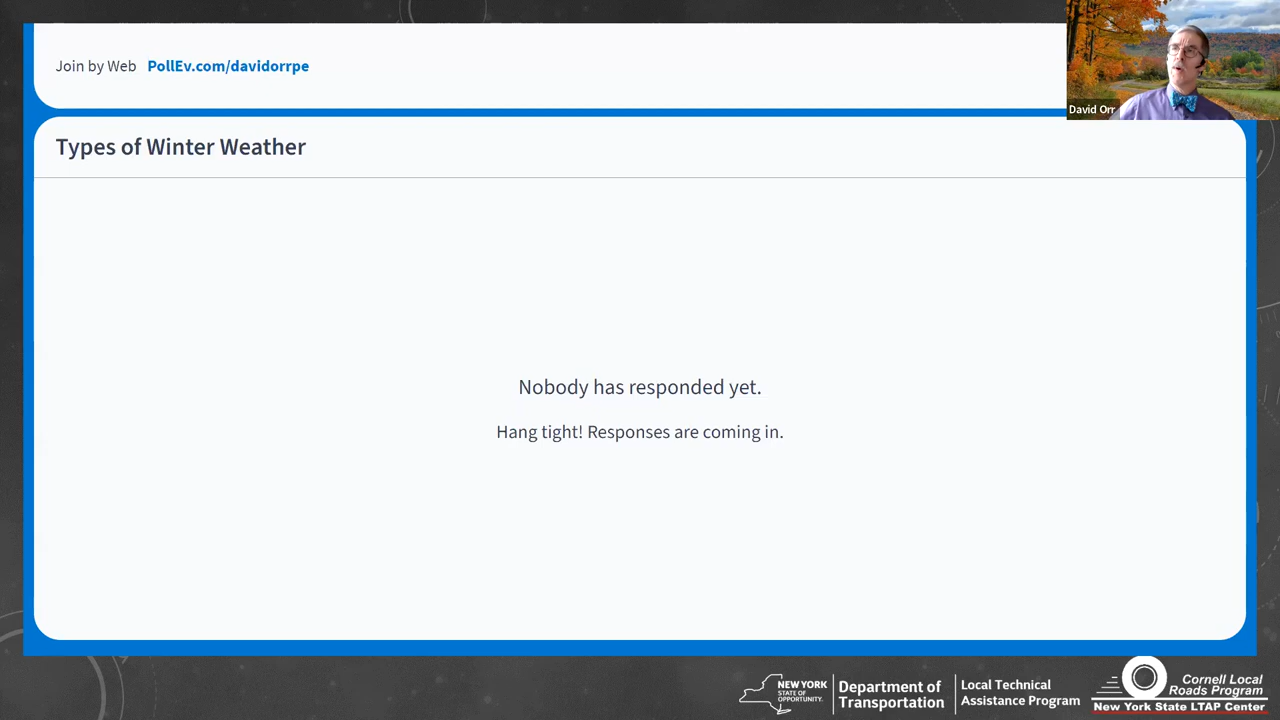 Join by Web PollEv.com/davidorrpe
David Orr
Types of Winter Weather
Nobody has responded yet.
Hang tight! Responses are coming in.
NEW YORK
STATE OF
OPPORTUNITY.
Department of
Transportation
Local Technical
Assistance Program
Cornell Local
Roads Program
New York State LTAP Center